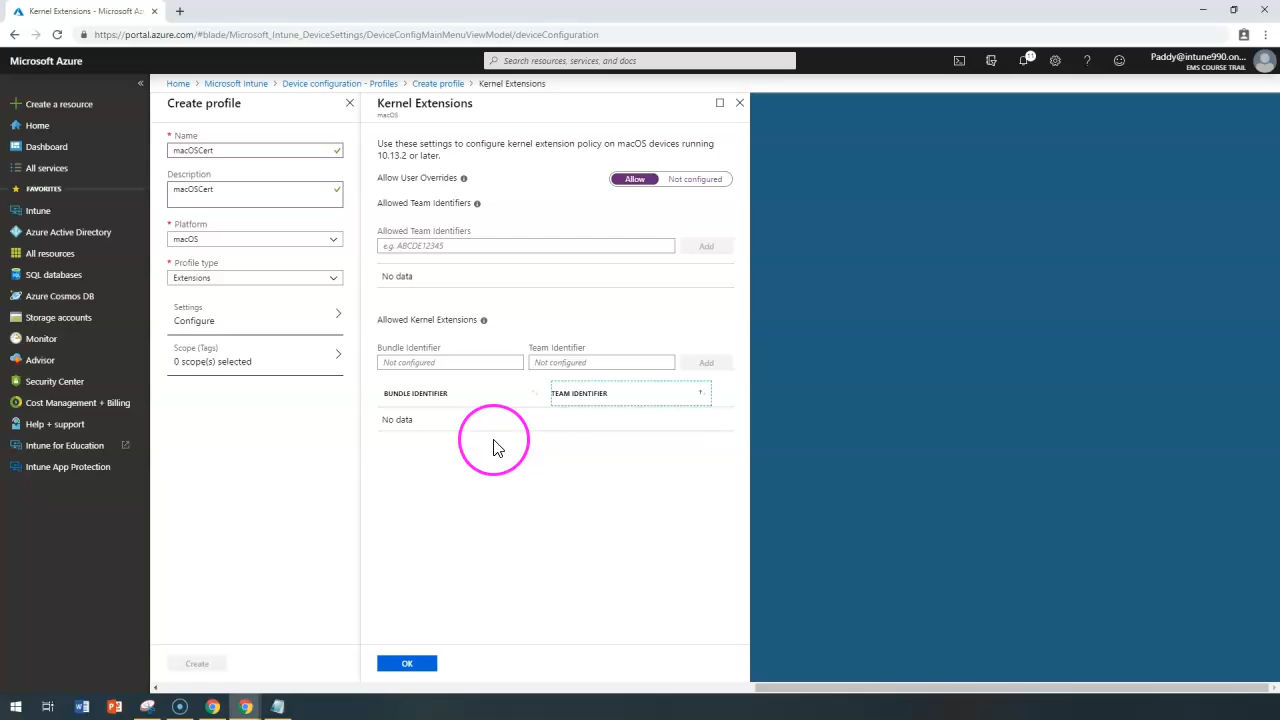 Kernel Extensions - Microsoft A:
https://portal.azure.com/#blade/Microsoft_Intune_DeviceSettings/DeviceConfigMainMenuViewModel/deviceConfiguration
Microsoft Azure
Search resources, services, and docs
11
Paddy@intune990.on...
EMS COURSE TRAIL
Home > Microsoft Intune > Device configuration - Profiles > Create profile > Kernel Extensions
Create a resource
Home
Dashboard
All services
FAVORITES
Intune
Azure Active Directory
All resources
SQL databases
Azure Cosmos DB
Storage accounts
Monitor
Advisor
Security Center
Cost Management + Billing
Help + support
Intune for Education
Intune App Protection
Create profile
* Name
macOSCert
Description
macOSCert
* Platform
macOS
* Profile type
Extensions
Settings
Configure
Scope (Tags)
0 scope(s) selected
Create
Kernel Extensions
macOS
Use these settings to configure kernel extension policy on macOS devices running
10.13.2 or later.
Allow User Overrides
Allow Not configured
Allowed Team Identifiers
Allowed Team Identifiers
e.g. ABCDE12345 Add
No data
Allowed Kernel Extensions
Bundle Identifier Team Identifier
Not configured Not configured Add
BUNDLE IDENTIFIER TEAM IDENTIFIER
No data
OK